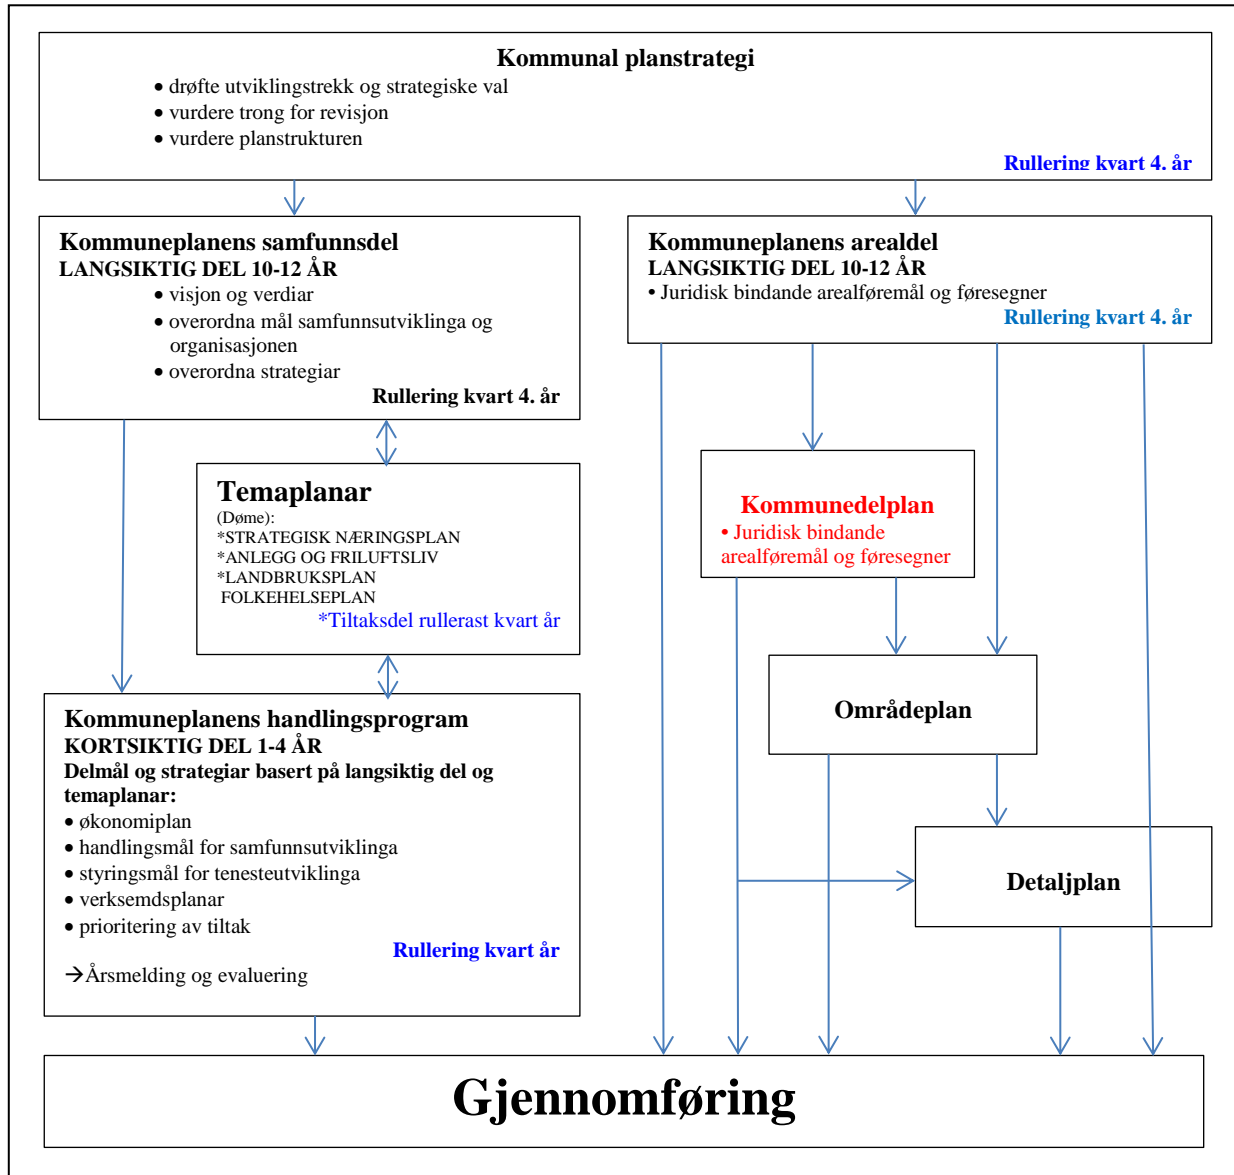 Kommunal planstrategi
• drøfte utviklingstrekk og strategiske val
• vurdere trong for revisjon
• vurdere planstrukturen
Rullering kvart 4. år
Kommuneplanens samfunnsdel
LANGSIKTIG DEL 10-12 ÅR
• visjon og verdiar
• overordna mål samfunnsutviklinga og
organisasjonen
• overordna strategiar
Rullering kvart 4. år
Kommuneplanens arealdel
LANGSIKTIG DEL 10-12 ÅR
• Juridisk bindande arealføremål og føresegner
Rullering kvart 4. år
Temaplanar
(Døme):
*STRATEGISK NÆRINGSPLAN
*ANLEGG OG FRILUFTSLIV
*LANDBRUKSPLAN
FOLKEHELSEPLAN
*Tiltaksdel rullerast kvart år
Kommunedelplan
• Juridisk bindande
arealføremål og føresegner
Områdeplan
Kommuneplanens handlingsprogram
KORTSIKTIG DEL 1-4 ÅR
Delmål og strategiar basert på langsiktig del og
temaplanar:
• økonomiplan
• handlingsmål for samfunnsutviklinga
• styringsmål for tenesteutviklinga
• verksemdsplanar
• prioritering av tiltak
Rullering kvart år
→Årsmelding og evaluering
Detaljplan
Gjennomføring